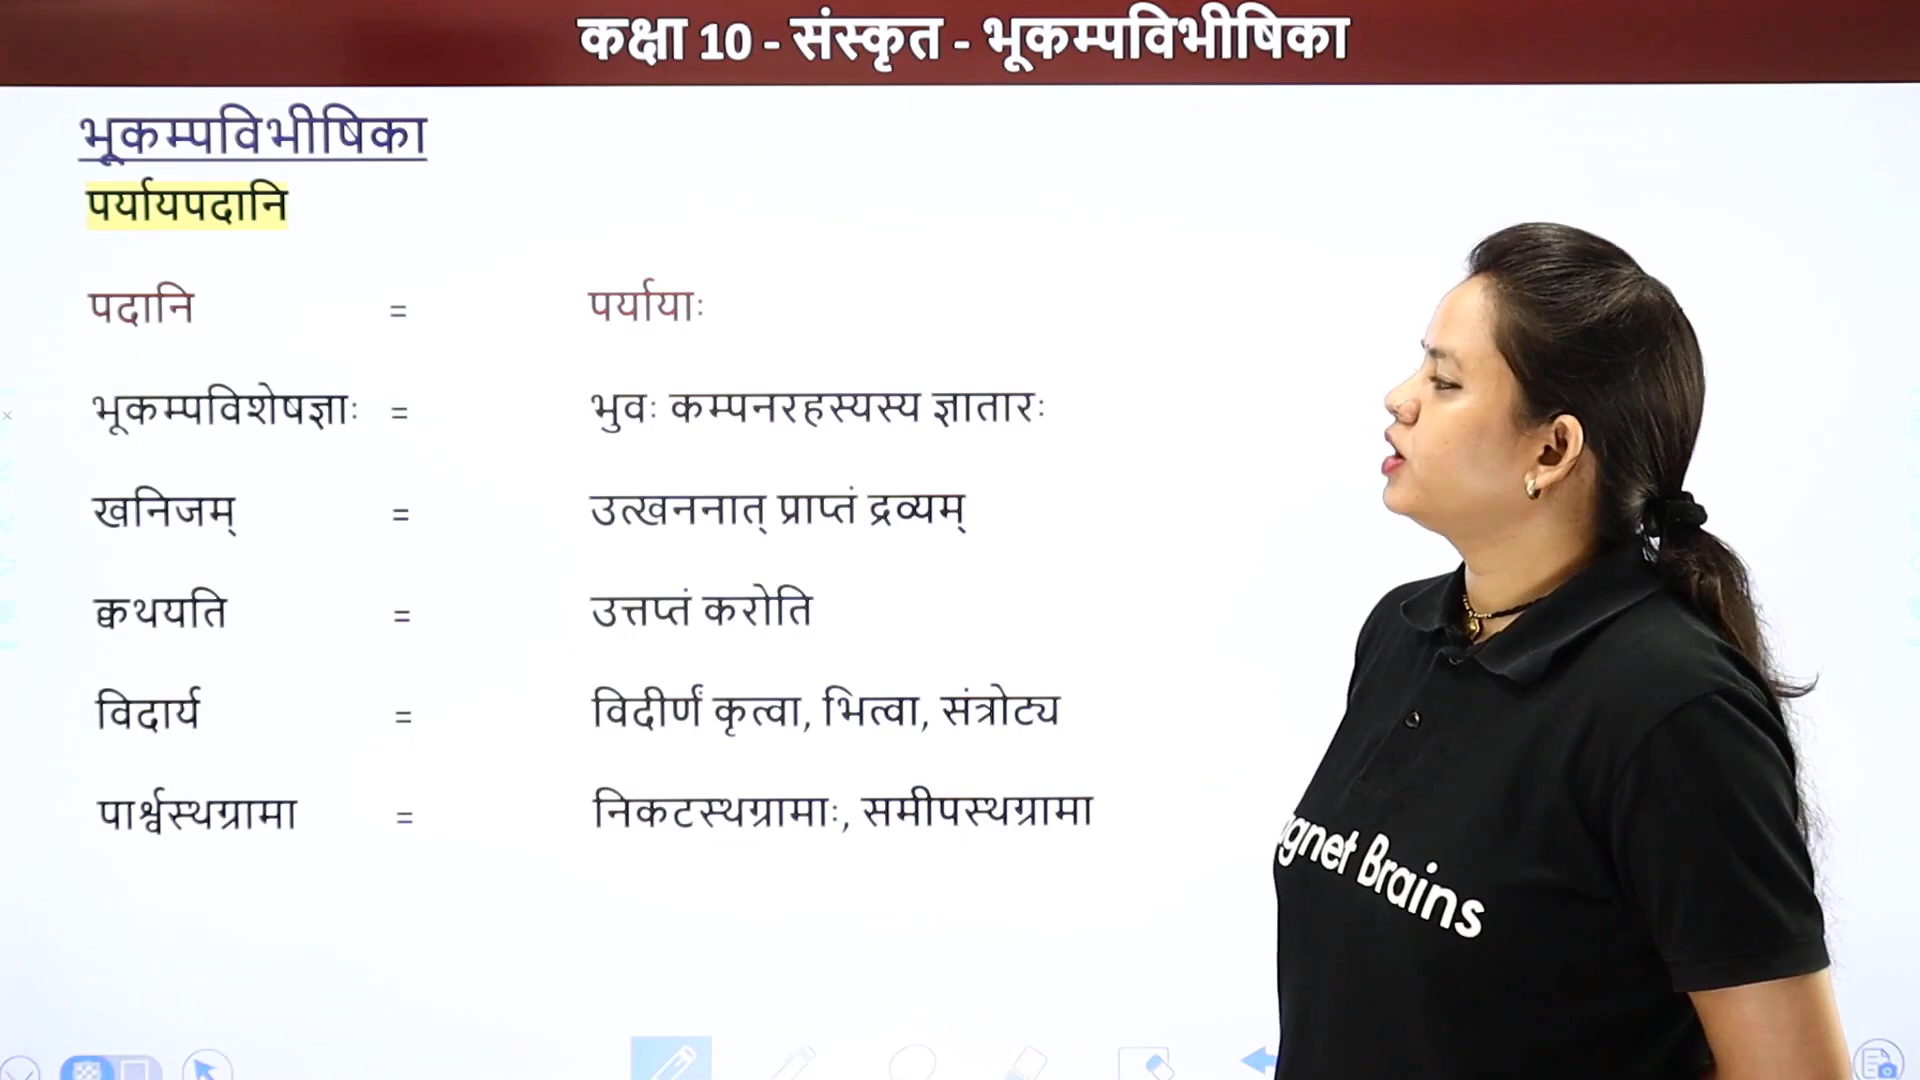 कक्षा 10 - संस्कृत - भूकम्पविभीषिका
भूकम्पविभीषिका
पर्यायपदानि
पदानि = पर्यायाः
भूकम्पविशेषज्ञाः = भुवः कम्पनरहस्यस्य ज्ञातारः
खनिजम् = उत्खननात् प्राप्तं द्रव्यम्
क्वथयति = उत्तप्तं करोति
विदार्य = विदीर्णं कृत्वा, भित्वा, संत्रोट्य
पार्श्वस्थग्रामा = निकटस्थग्रामाः, समीपस्थग्रामा
gnet Brains